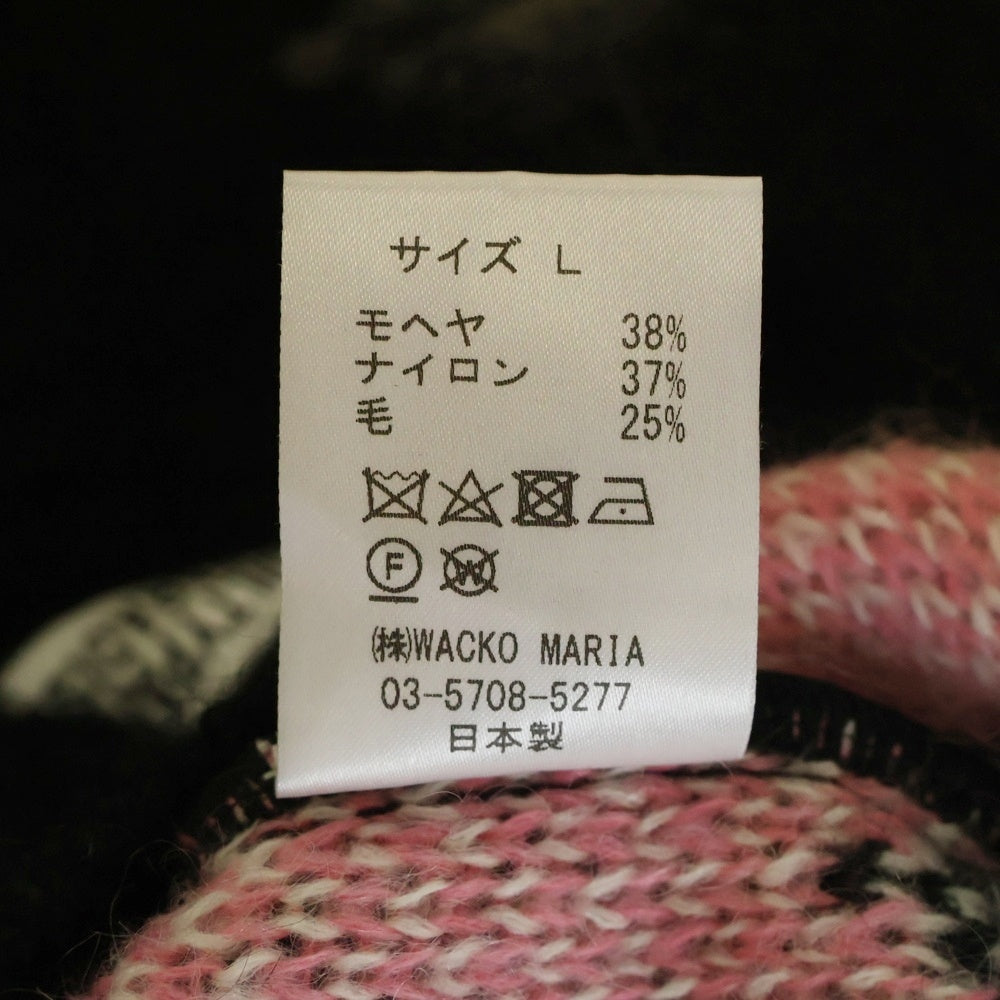 サイズ L
モヘヤ 38%
ナイロン 37%
毛 25%
F W
㈱WACKO MARIA
03-5708-5277
日本製